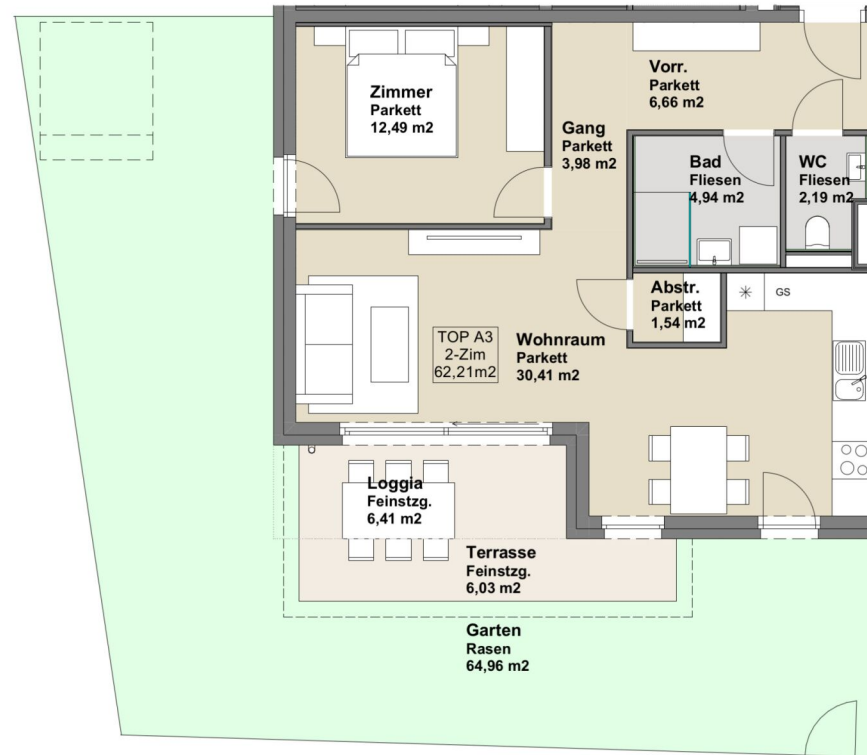 Zimmer
Parkett
12,49 m2
Vorr.
Parkett
6,66 m2
Gang
Parkett
3,98 m2
Bad
Fliesen
4,94 m2
WC
Fliesen
2,19 m2
Abstr.
Parkett
1,54 m2
GS
TOP A3
2-Zim
62,21m2
Wohnraum
Parkett
30,41 m2
Loggia
Feinstzg.
6,41 m2
Terrasse
Feinstzg.
6,03 m2
Garten
Rasen
64,96 m2